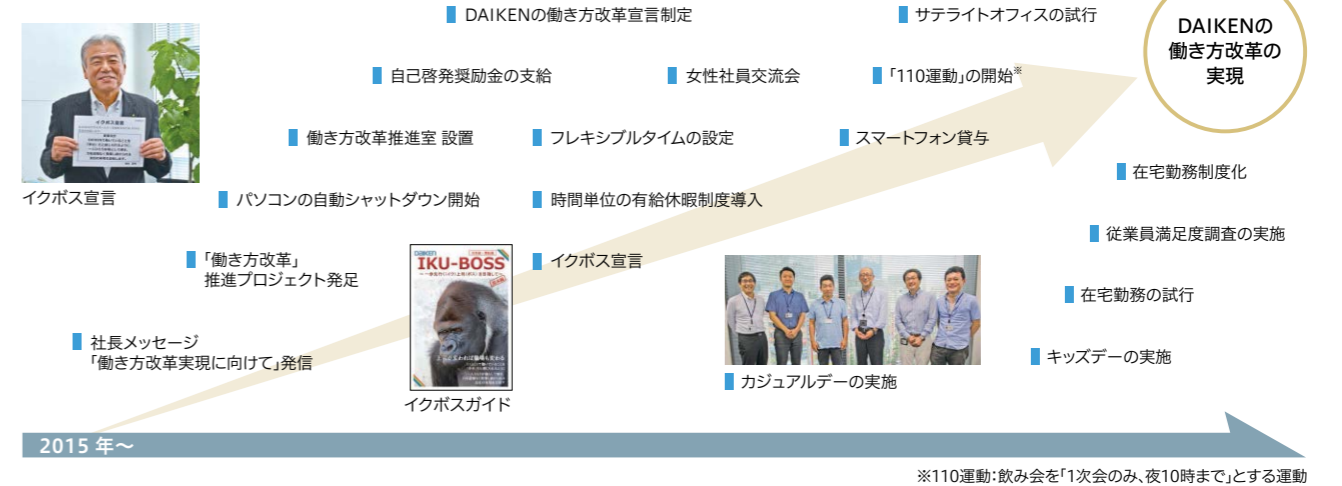 DAIKENの働き方改革宣言制定
サテライトオフィスの試行
DAIKENの
働き方改革の
実現
自己啓発奨励金の支給
女性社員交流会
「110運動」の開始※
働き方改革推進室 設置
フレキシブルタイムの設定
スマートフォン貸与
イクボス宣言
イクボス宣言
在宅勤務制度化
パソコンの自動シャットダウン開始
時間単位の有給休暇制度導入
従業員満足度調査の実施
「働き方改革」
推進プロジェクト発足
DAIKEN
IKU-BOSS
イクボス宣言
在宅勤務の試行
社長メッセージ
「働き方改革実現に向けて」発信
キッズデーの実施
カジュアルデーの実施
イクボスガイド
2015 年〜
※110運動：飲み会を「1次会のみ、夜10時まで」とする運動